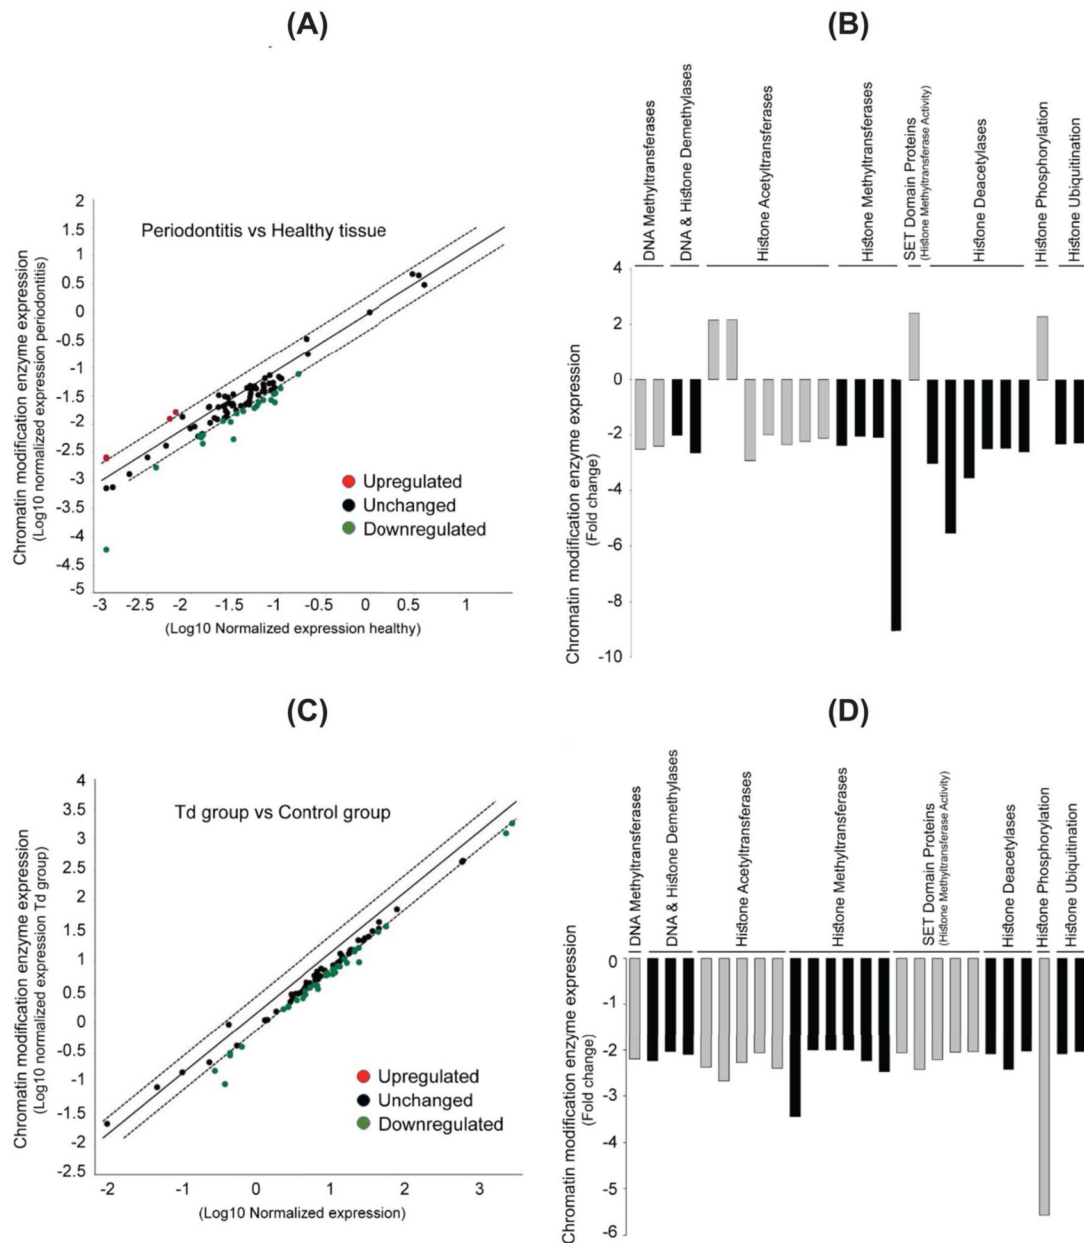 (A)
Periodontitis vs Healthy tissue
Chromatin modification enzyme expression
(Log10 normalized expression periodontitis)
2
1.5
1
0.5
0
-0.5
-1
-1.5
-2
-2.5
-3
-3.5
-4
-4.5
-5
Upregulated
Unchanged
Downregulated
-3 -2 -1.5 -1 -0.5 0 0.5 1
(Log10 Normalized expression healthy)
(B)
DNA Methyltransferases
DNA & Histone Demethylases
Histone Acetyltransferases
Histone Methyltransferases
SET Domain Proteins
(Histone Methyltransferase Activity)
Histone Deacetylases
Histone Phosphorylation
Histone Ubiquitination
Chromatin modification enzyme expression
(Fold change)
4
2
0
-2
-4
-6
-8
-10
(C)
Td group vs Control group
Chromatin modification enzyme expression
(Log10 normalized expression Td group)
4
3.5
3
2.5
2
1.5
1
0.5
0
-0.5
-1
-1.5
-2
-2.5
Upregulated
Unchanged
Downregulated
-2 -1 0 1 2 3
(Log10 Normalized expression)
(D)
DNA Methyltransferases
DNA & Histone Demethylases
Histone Acetyltransferases
Histone Methyltransferases
SET Domain Proteins
(Histone Methyltransferase Activity)
Histone Deacetylases
Histone Phosphorylation
Histone Ubiquitination
Chromatin modification enzyme expression
(Fold change)
0
-1
-2
-3
-4
-5
-6